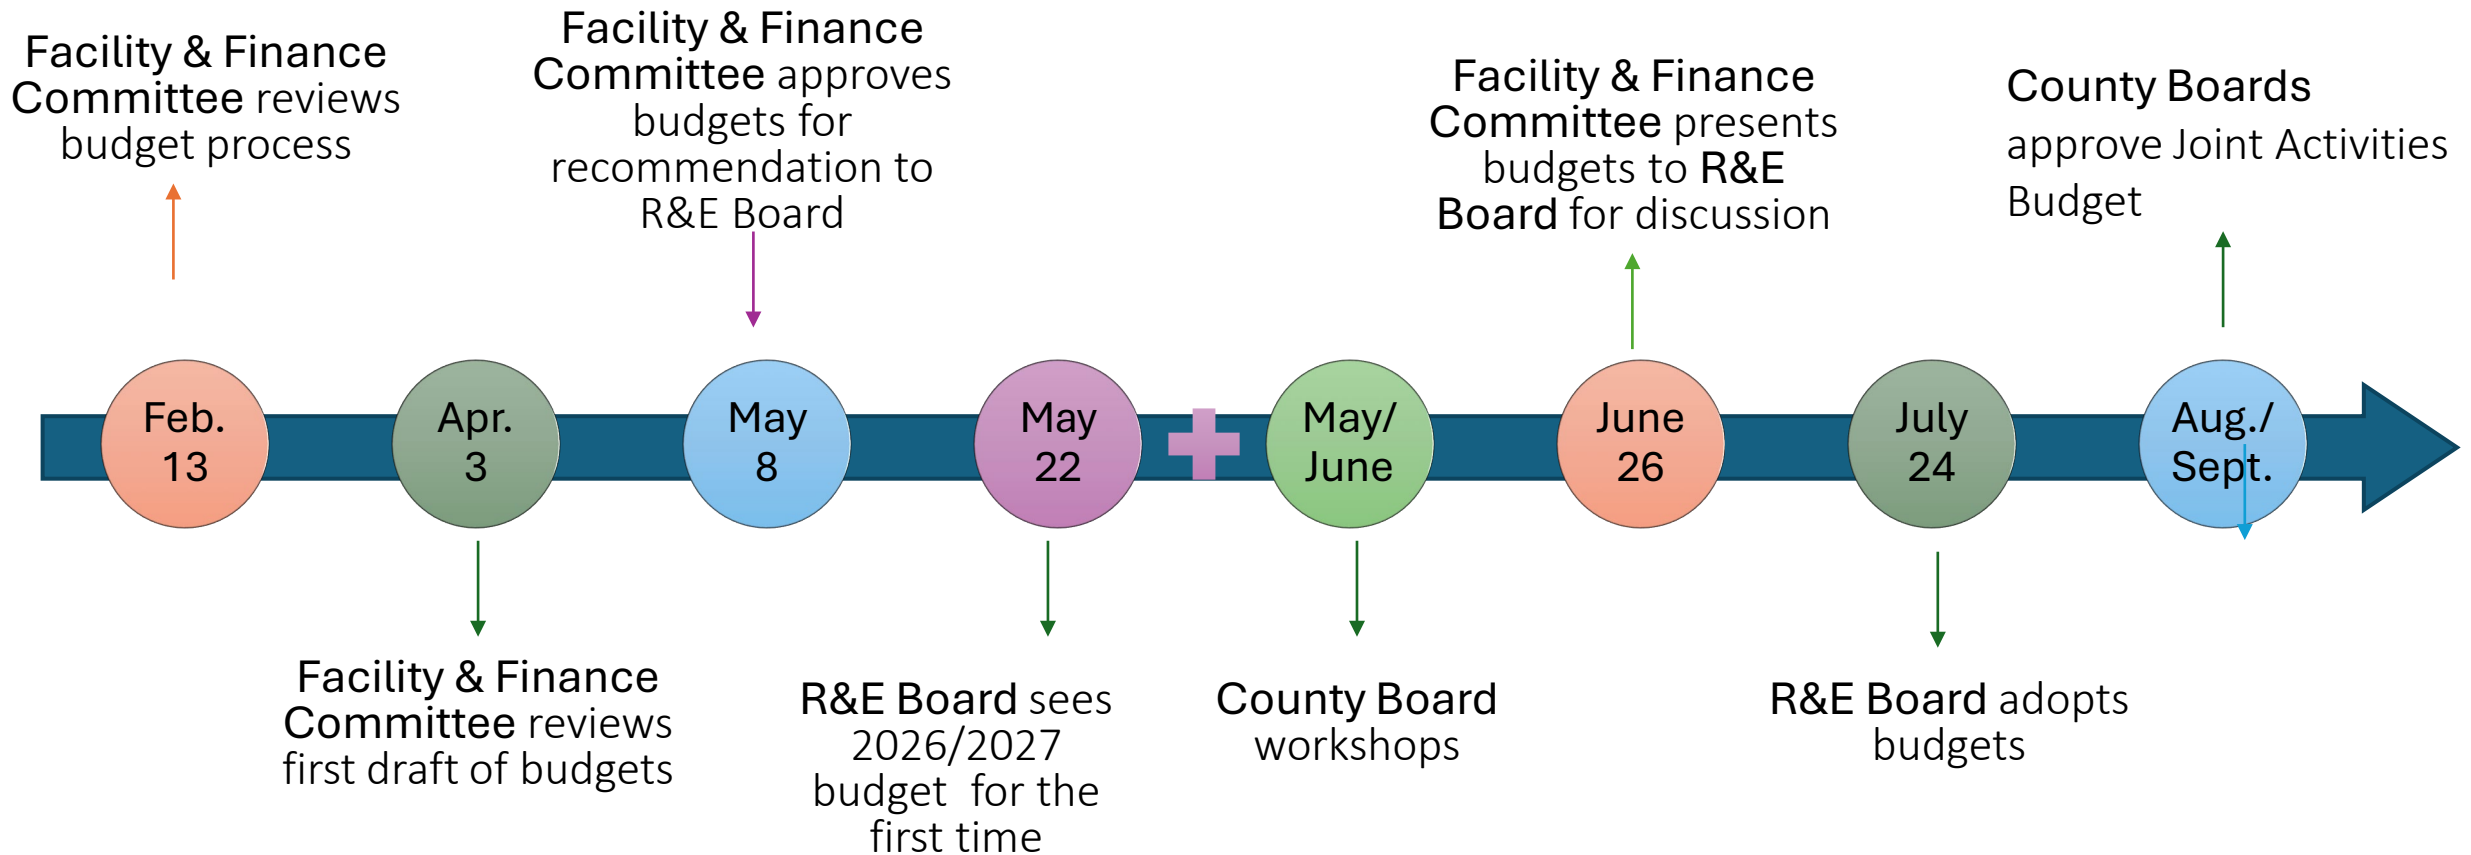 Facility & Finance
Committee reviews
budget process
Facility & Finance
Committee approves
budgets for
recommendation to
R&E Board
Facility & Finance
Committee presents
budgets to R&E
Board for discussion
County Boards
approve Joint Activities
Budget
Feb.
13
Apr.
3
May
8
May
22
May/
June
June
26
July
24
Aug./
Sept.
Facility & Finance
Committee reviews
first draft of budgets
R&E Board sees
2026/2027
budget  for the
first time
County Board
workshops
R&E Board adopts
budgets